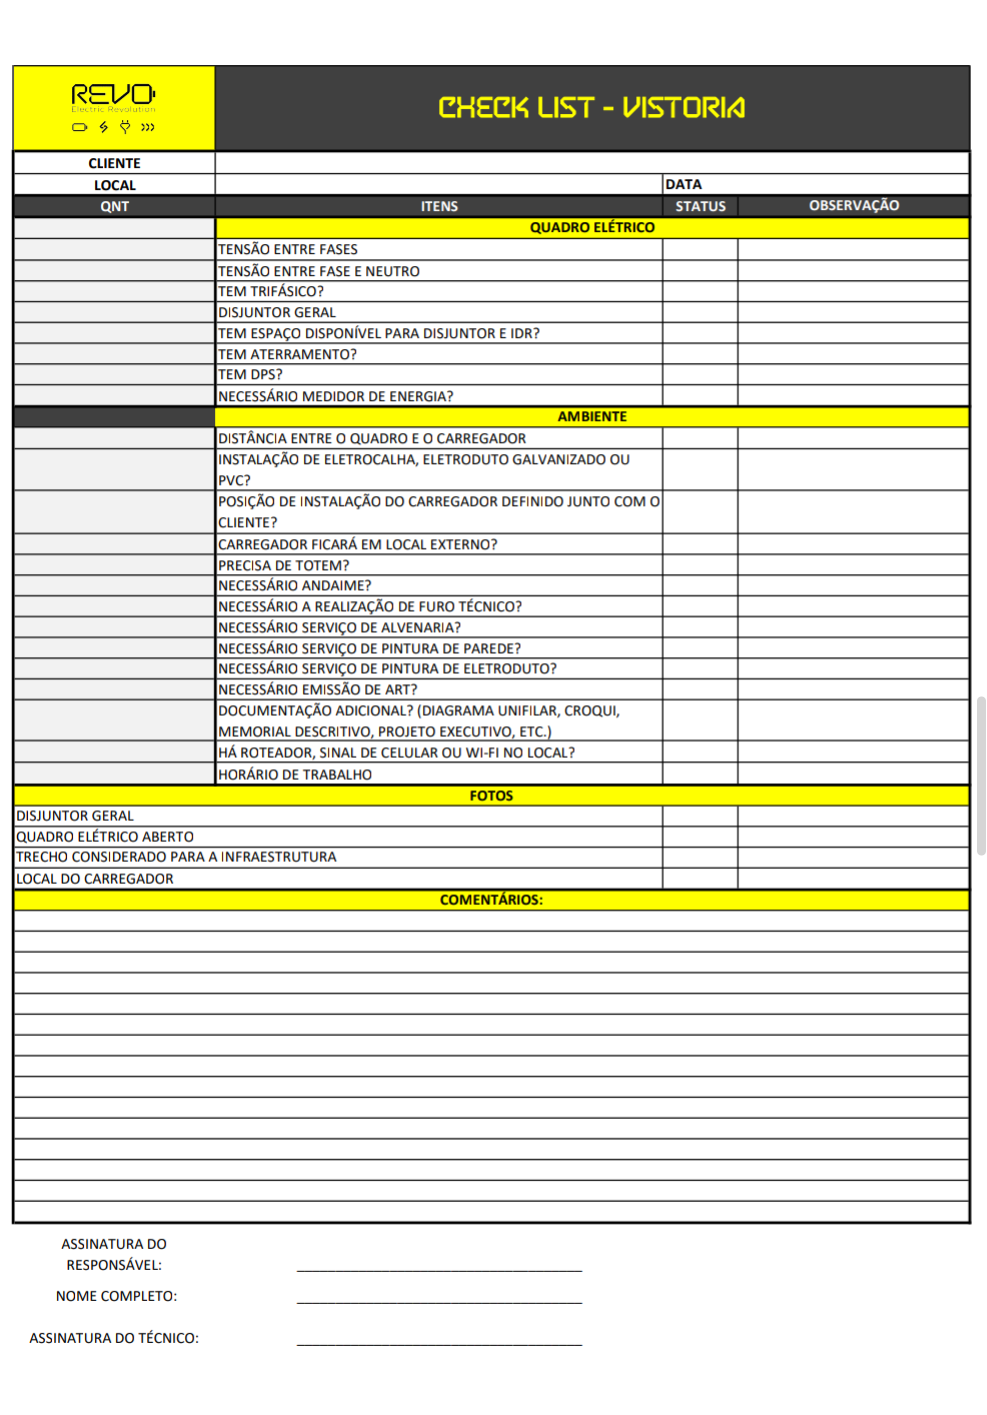 REVO
Electric Revolution
CHECK LIST - VISTORIA
CLIENTE
LOCAL
DATA
QNT
ITENS
STATUS
OBSERVAÇÃO
QUADRO ELÉTRICO
TENSÃO ENTRE FASES
TENSÃO ENTRE FASE E NEUTRO
TEM TRIFÁSICO?
DISJUNTOR GERAL
TEM ESPAÇO DISPONÍVEL PARA DISJUNTOR E IDR?
TEM ATERRAMENTO?
TEM DPS?
NECESSÁRIO MEDIDOR DE ENERGIA?
AMBIENTE
DISTÂNCIA ENTRE O QUADRO E O CARREGADOR
INSTALAÇÃO DE ELETROCALHA, ELETRODUTO GALVANIZADO OU
PVC?
POSIÇÃO DE INSTALAÇÃO DO CARREGADOR DEFINIDO JUNTO COM O
CLIENTE?
CARREGADOR FICARÁ EM LOCAL EXTERNO?
PRECISA DE TOTEM?
NECESSÁRIO ANDAIME?
NECESSÁRIO A REALIZAÇÃO DE FURO TÉCNICO?
NECESSÁRIO SERVIÇO DE ALVENARIA?
NECESSÁRIO SERVIÇO DE PINTURA DE PAREDE?
NECESSÁRIO SERVIÇO DE PINTURA DE ELETRODUTO?
NECESSÁRIO EMISSÃO DE ART?
DOCUMENTAÇÃO ADICIONAL? (DIAGRAMA UNIFILAR, CROQUI,
MEMORIAL DESCRITIVO, PROJETO EXECUTIVO, ETC.)
HÁ ROTEADOR, SINAL DE CELULAR OU WI-FI NO LOCAL?
HORÁRIO DE TRABALHO
FOTOS
DISJUNTOR GERAL
QUADRO ELÉTRICO ABERTO
TRECHO CONSIDERADO PARA A INFRAESTRUTURA
LOCAL DO CARREGADOR
COMENTÁRIOS:
ASSINATURA DO
RESPONSÁVEL:
NOME COMPLETO:
ASSINATURA DO TÉCNICO: